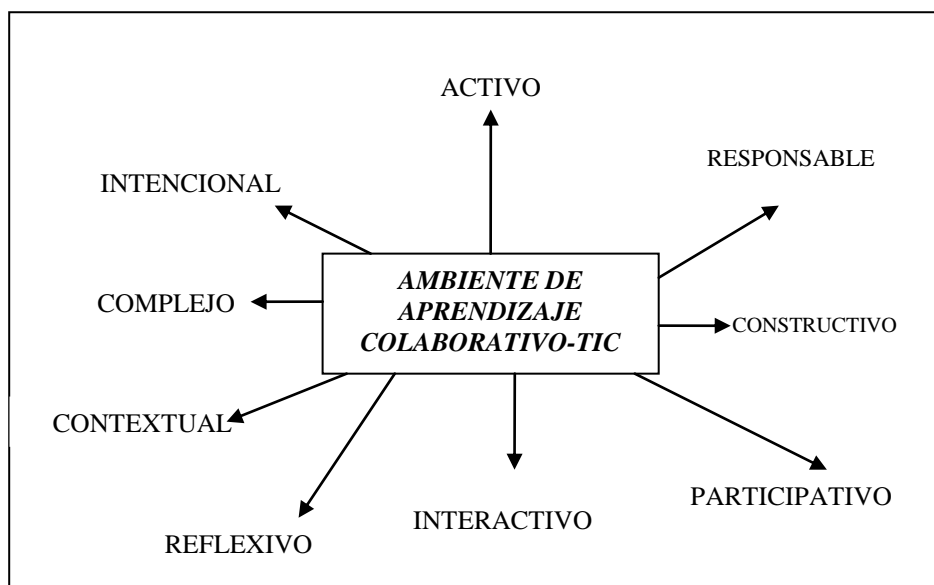 ACTIVO
RESPONSABLE
INTENCIONAL
AMBIENTE DE
APRENDIZAJE
COLABORATIVO-TIC
COMPLEJO
CONSTRUCTIVO
CONTEXTUAL
PARTICIPATIVO
INTERACTIVO
REFLEXIVO